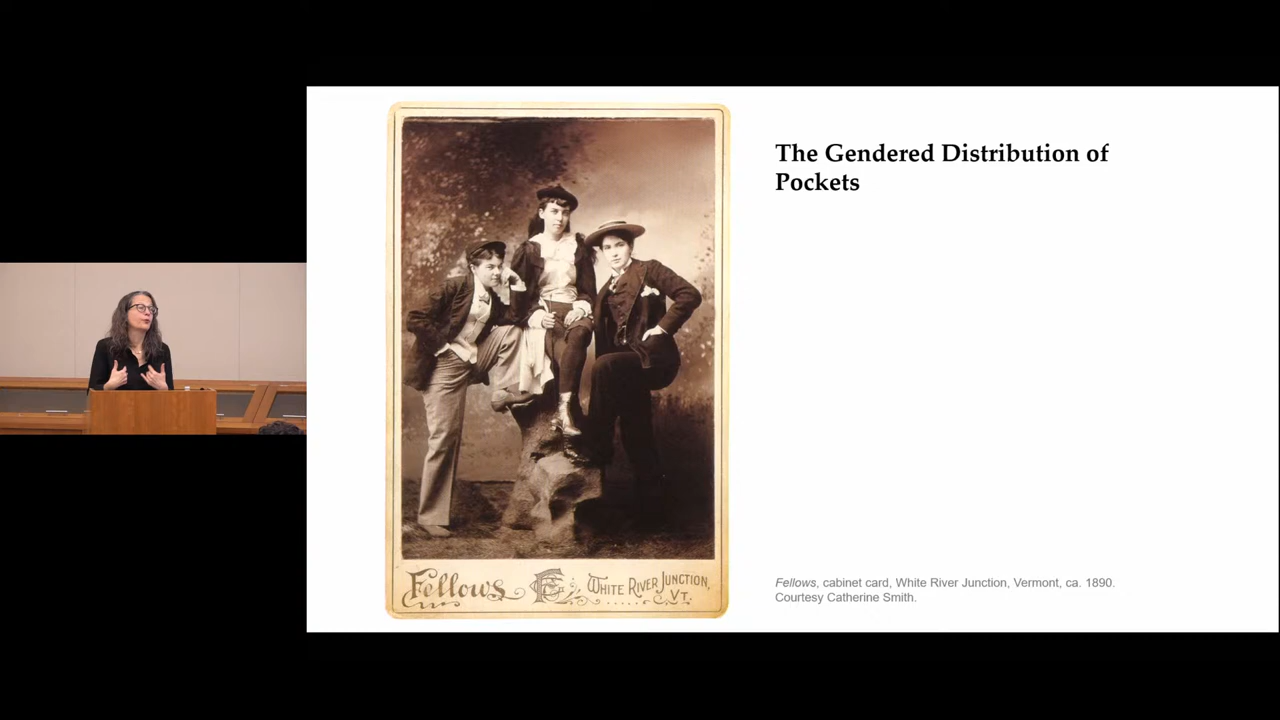 The Gendered Distribution of
Pockets
Fellows
WHITE RIVER JUNCTION,
VT.
Fellows, cabinet card, White River Junction, Vermont, ca. 1890.
Courtesy Catherine Smith.